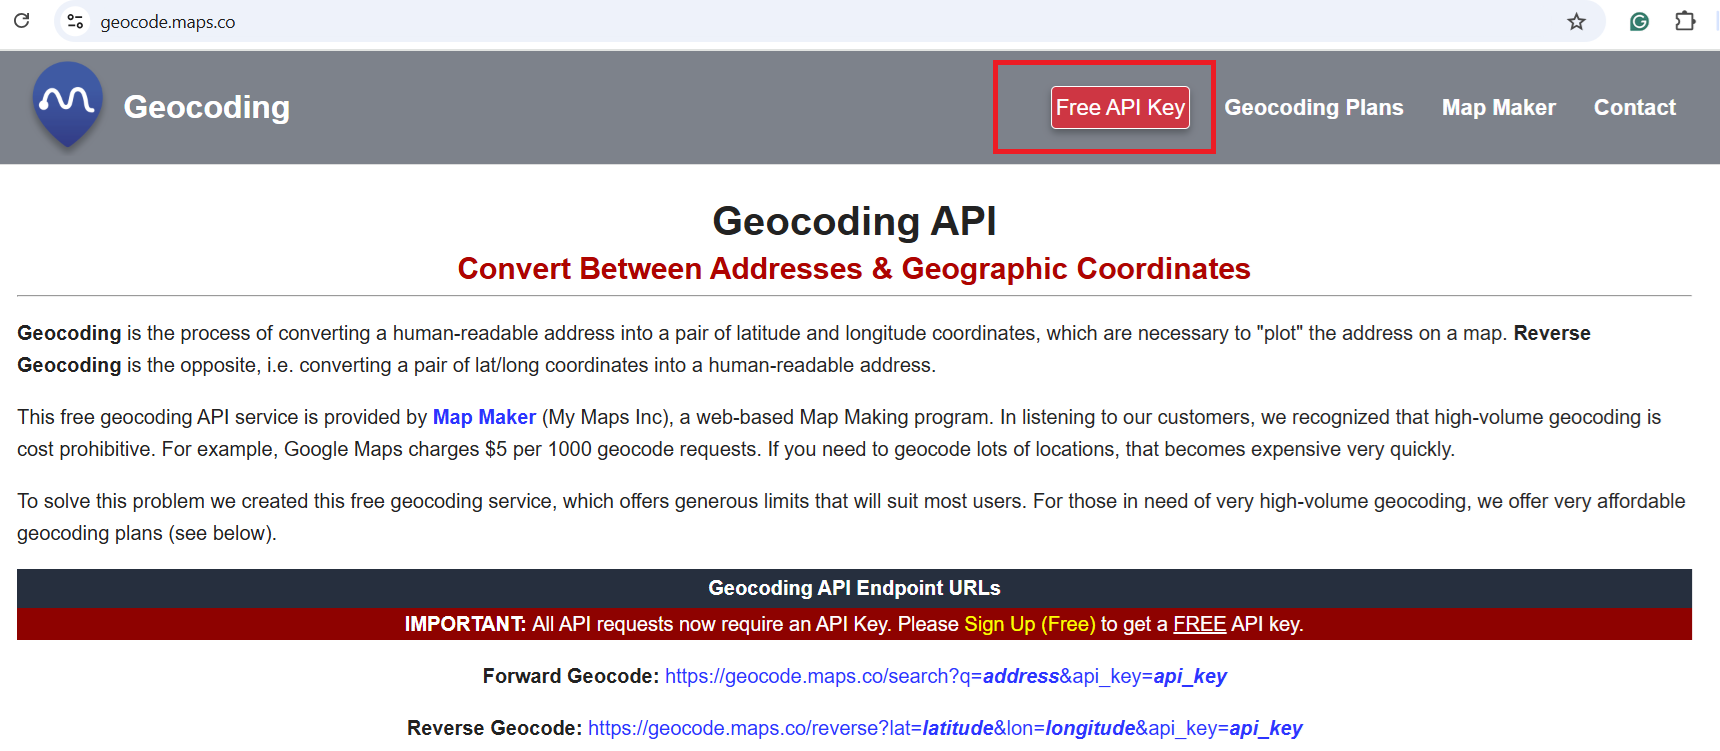 geocode.maps.co
Geocoding
Free API Key
Geocoding Plans
Map Maker
Contact
Geocoding API
Convert Between Addresses & Geographic Coordinates
Geocoding is the process of converting a human-readable address into a pair of latitude and longitude coordinates, which are necessary to "plot" the address on a map. Reverse
Geocoding is the opposite, i.e. converting a pair of lat/long coordinates into a human-readable address.
This free geocoding API service is provided by Map Maker (My Maps Inc), a web-based Map Making program. In listening to our customers, we recognized that high-volume geocoding is
cost prohibitive. For example, Google Maps charges $5 per 1000 geocode requests. If you need to geocode lots of locations, that becomes expensive very quickly.
To solve this problem we created this free geocoding service, which offers generous limits that will suit most users. For those in need of very high-volume geocoding, we offer very affordable
geocoding plans (see below).
Geocoding API Endpoint URLs
IMPORTANT: All API requests now require an API Key. Please Sign Up (Free) to get a FREE API key.
Forward Geocode: https://geocode.maps.co/search?q=address&api_key=api_key
Reverse Geocode: https://geocode.maps.co/reverse?lat=latitude&lon=longitude&api_key=api_key